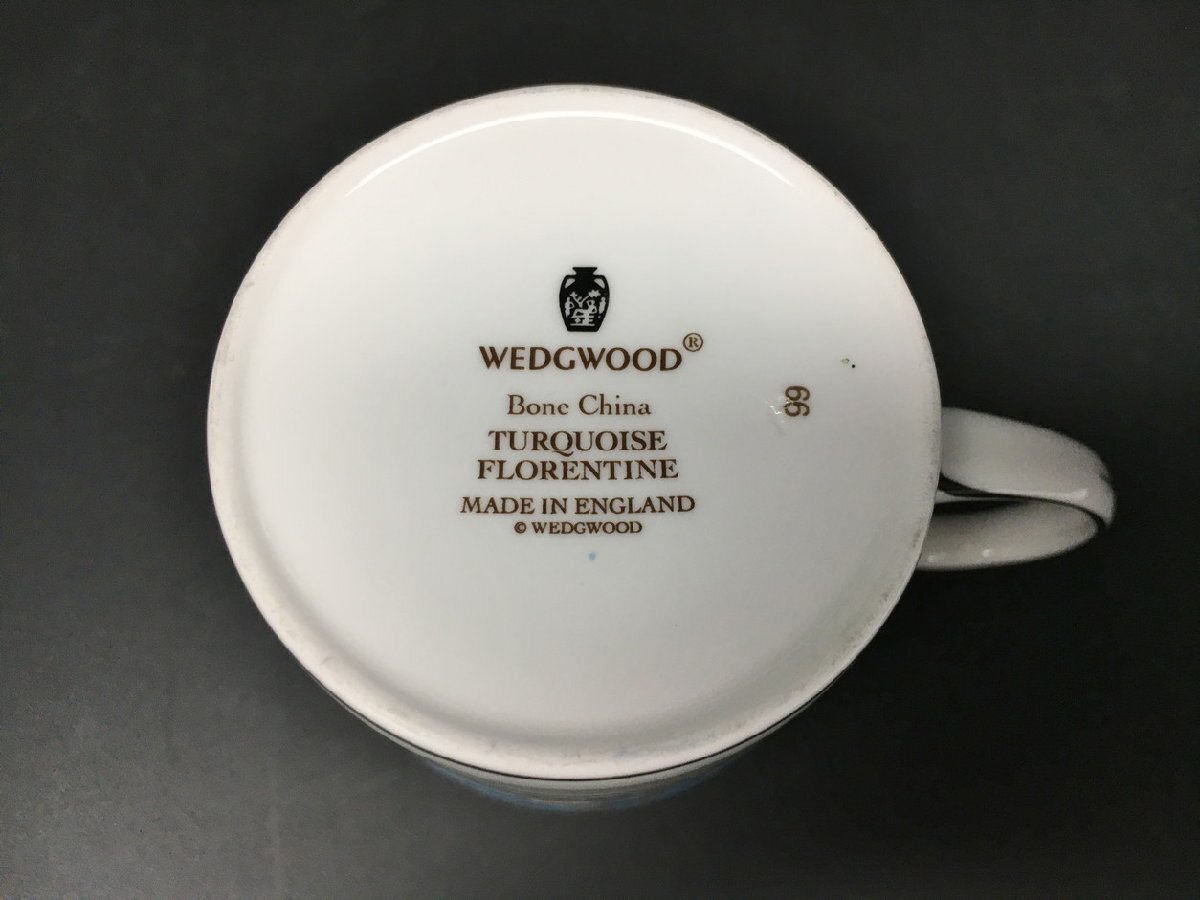 WEDGWOOD®
Bone China
TURQUOISE
FLORENTINE
MADE IN ENGLAND
© WEDGWOOD
99